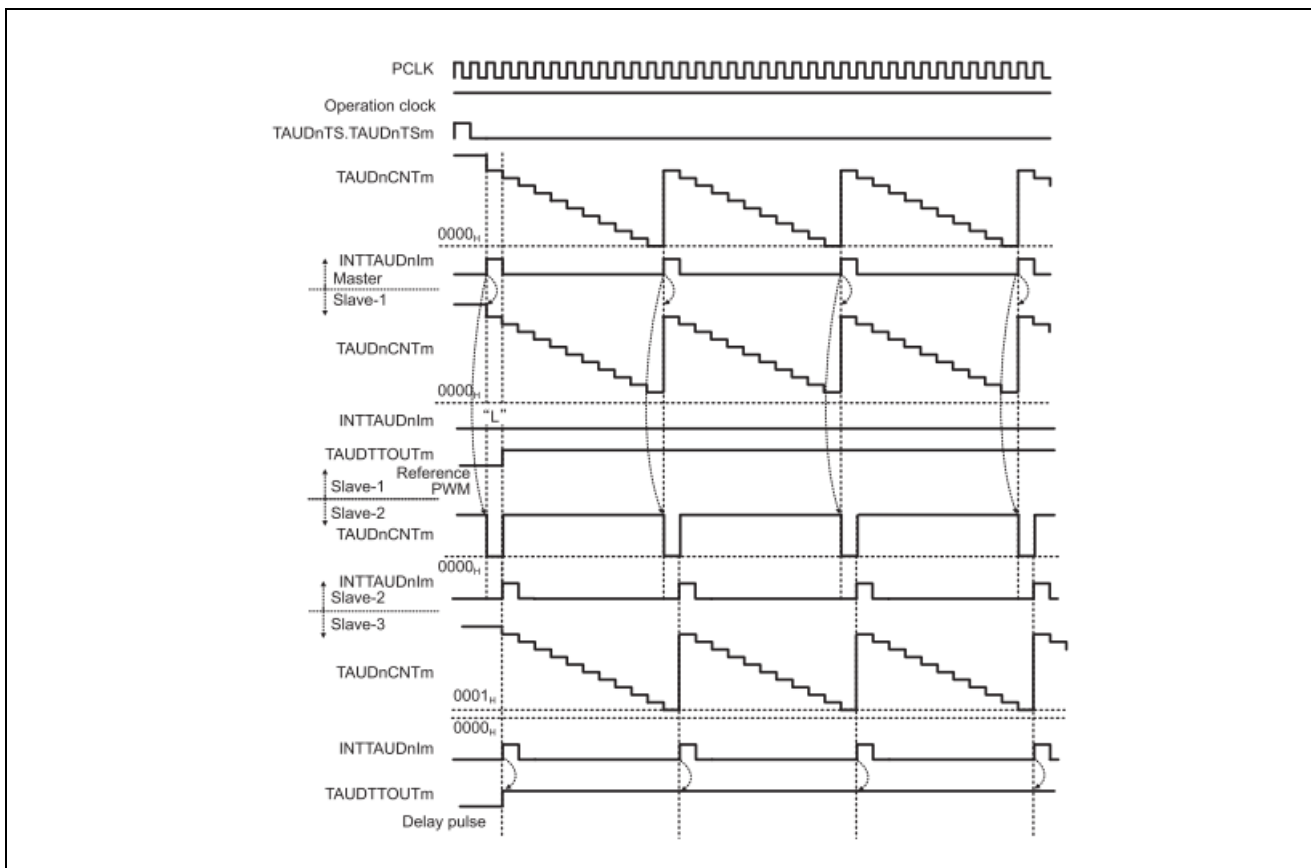 PCLK
Operation clock
TAUDnTS.TAUDnTSm
TAUDnCNTm
0000H
INTTAUDnIm
Master
Slave-1
TAUDnCNTm
0000H
"L"
INTTAUDnIm
TAUDTTOUTm
Reference
PWM
Slave-1
Slave-2
TAUDnCNTm
0000H
INTTAUDnIm
Slave-2
Slave-3
TAUDnCNTm
0001H
0000H
INTTAUDnIm
TAUDTTOUTm
Delay pulse